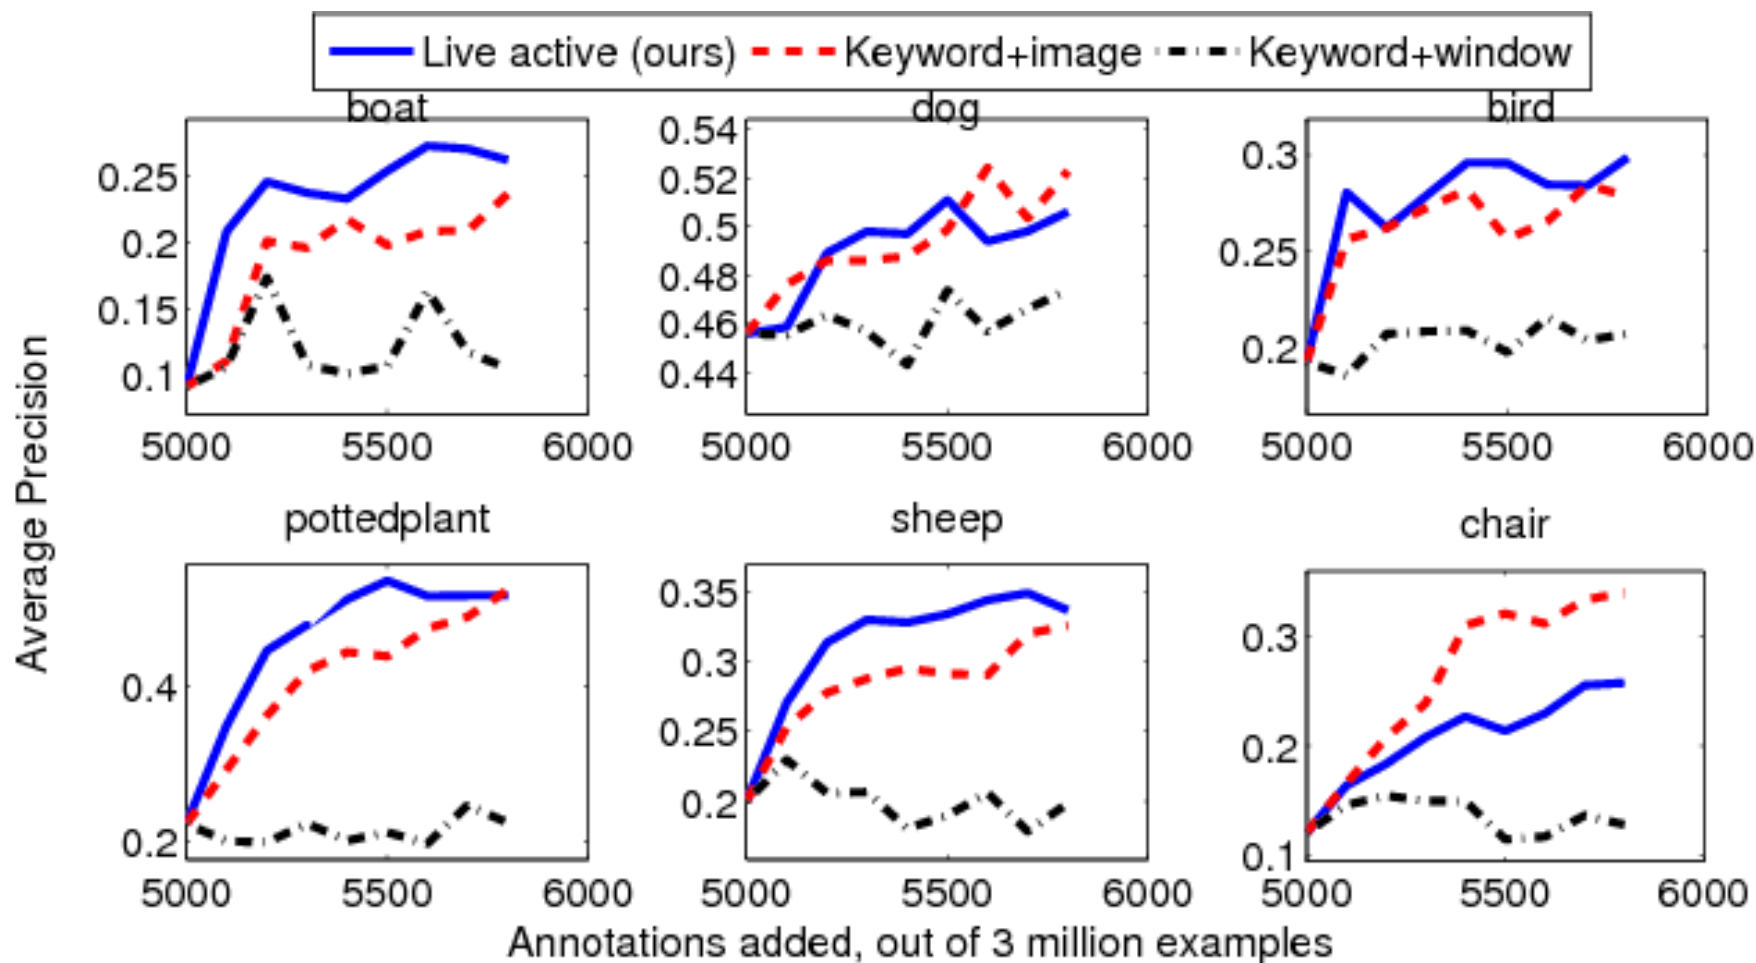 Live active (ours) Keyword+image Keyword+window
boat dog bird
0.25
0.2
0.15
0.1
5000 5500 6000
0.54
0.52
0.5
0.48
0.46
0.44
5000 5500 6000
0.3
0.25
0.2
5000 5500 6000
Average Precision
pottedplant sheep chair
0.4
0.2
5000 5500 6000
0.35
0.3
0.25
0.2
5000 5500 6000
0.3
0.2
0.1
5000 5500 6000
Annotations added, out of 3 million examples